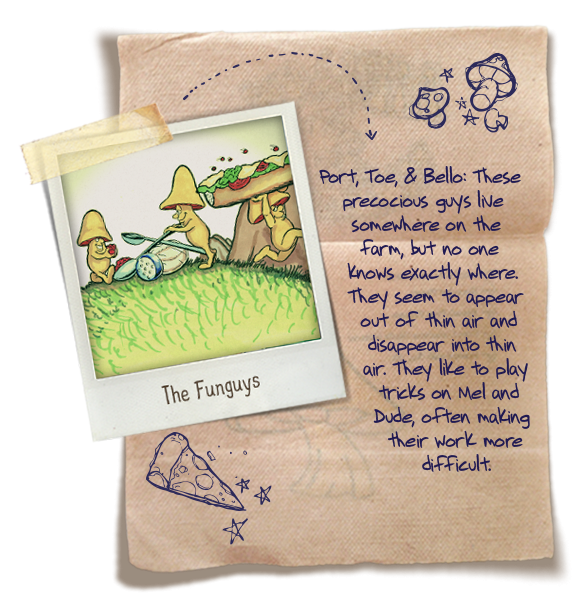 Port, Toe, & Bello: These
precocious guys live
somewhere on the
farm, but no one
knows exactly where.
They seem to appear
out of thin air and
disappear into thin
air. They like to play
tricks on Mel and
Dude, often making
their work more
difficult.
The Funguys